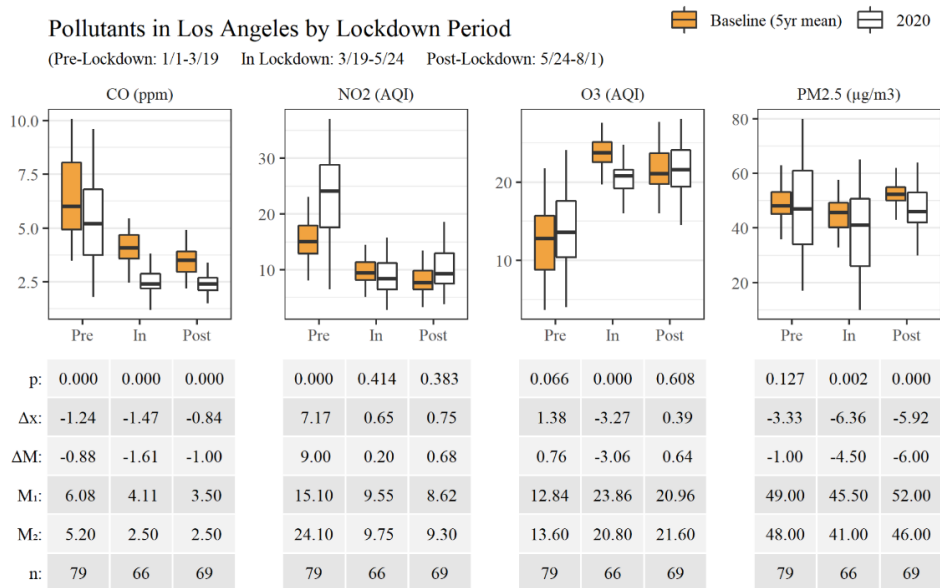 Pollutants in Los Angeles by Lockdown Period
Baseline (5yr mean) 2020
(Pre-Lockdown: 1/1-3/19 In Lockdown: 3/19-5/24 Post-Lockdown: 5/24-8/1)
CO (ppm) NO2 (AQI) O3 (AQI) PM2.5 (µg/m3)
10.0
7.5
5.0
2.5
Pre In Post
30
20
10
Pre In Post
20
10
Pre In Post
80
60
40
20
Pre In Post
p: 0.000 0.000 0.000 0.000 0.414 0.383 0.066 0.000 0.608 0.127 0.002 0.000
Δx: -1.24 -1.47 -0.84 7.17 0.65 0.75 1.38 -3.27 0.39 -3.33 -6.36 -5.92
ΔM: -0.88 -1.61 -1.00 9.00 0.20 0.68 0.76 -3.06 0.64 -1.00 -4.50 -6.00
M₁: 6.08 4.11 3.50 15.10 9.55 8.62 12.84 23.86 20.96 49.00 45.50 52.00
M₂: 5.20 2.50 2.50 24.10 9.75 9.30 13.60 20.80 21.60 48.00 41.00 46.00
n: 79 66 69 79 66 69 79 66 69 79 66 69